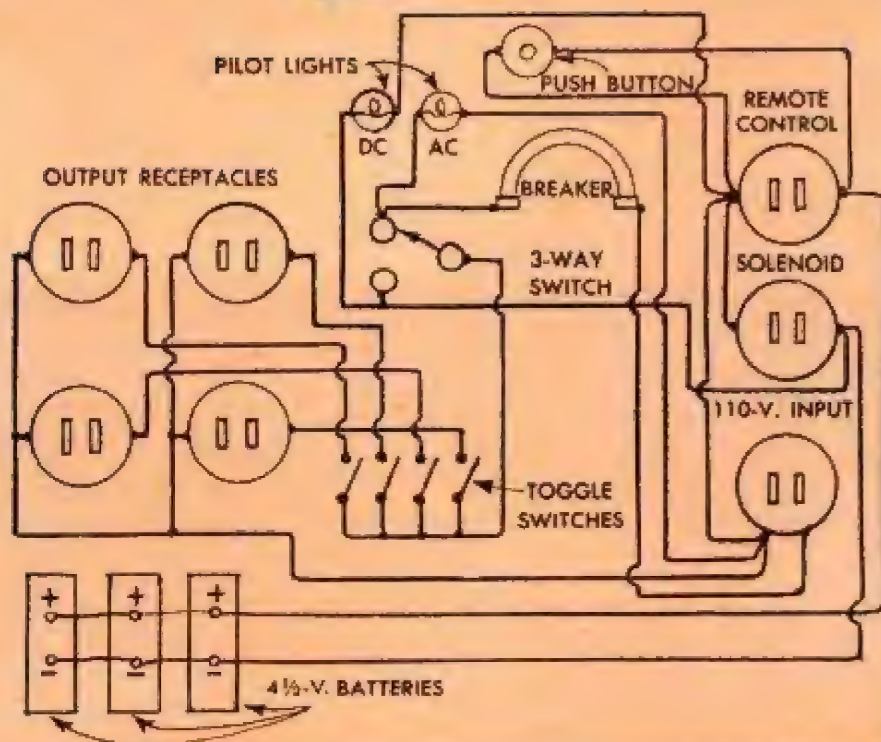 PILOT LIGHTS
PUSH BUTTON
REMOTE
CONTROL
DC
AC
OUTPUT RECEPTACLES
BREAKER
3-WAY
SWITCH
SOLENOID
110-V. INPUT
TOGGLE
SWITCHES
+
+
+
-
-
-
4½-V. BATTERIES